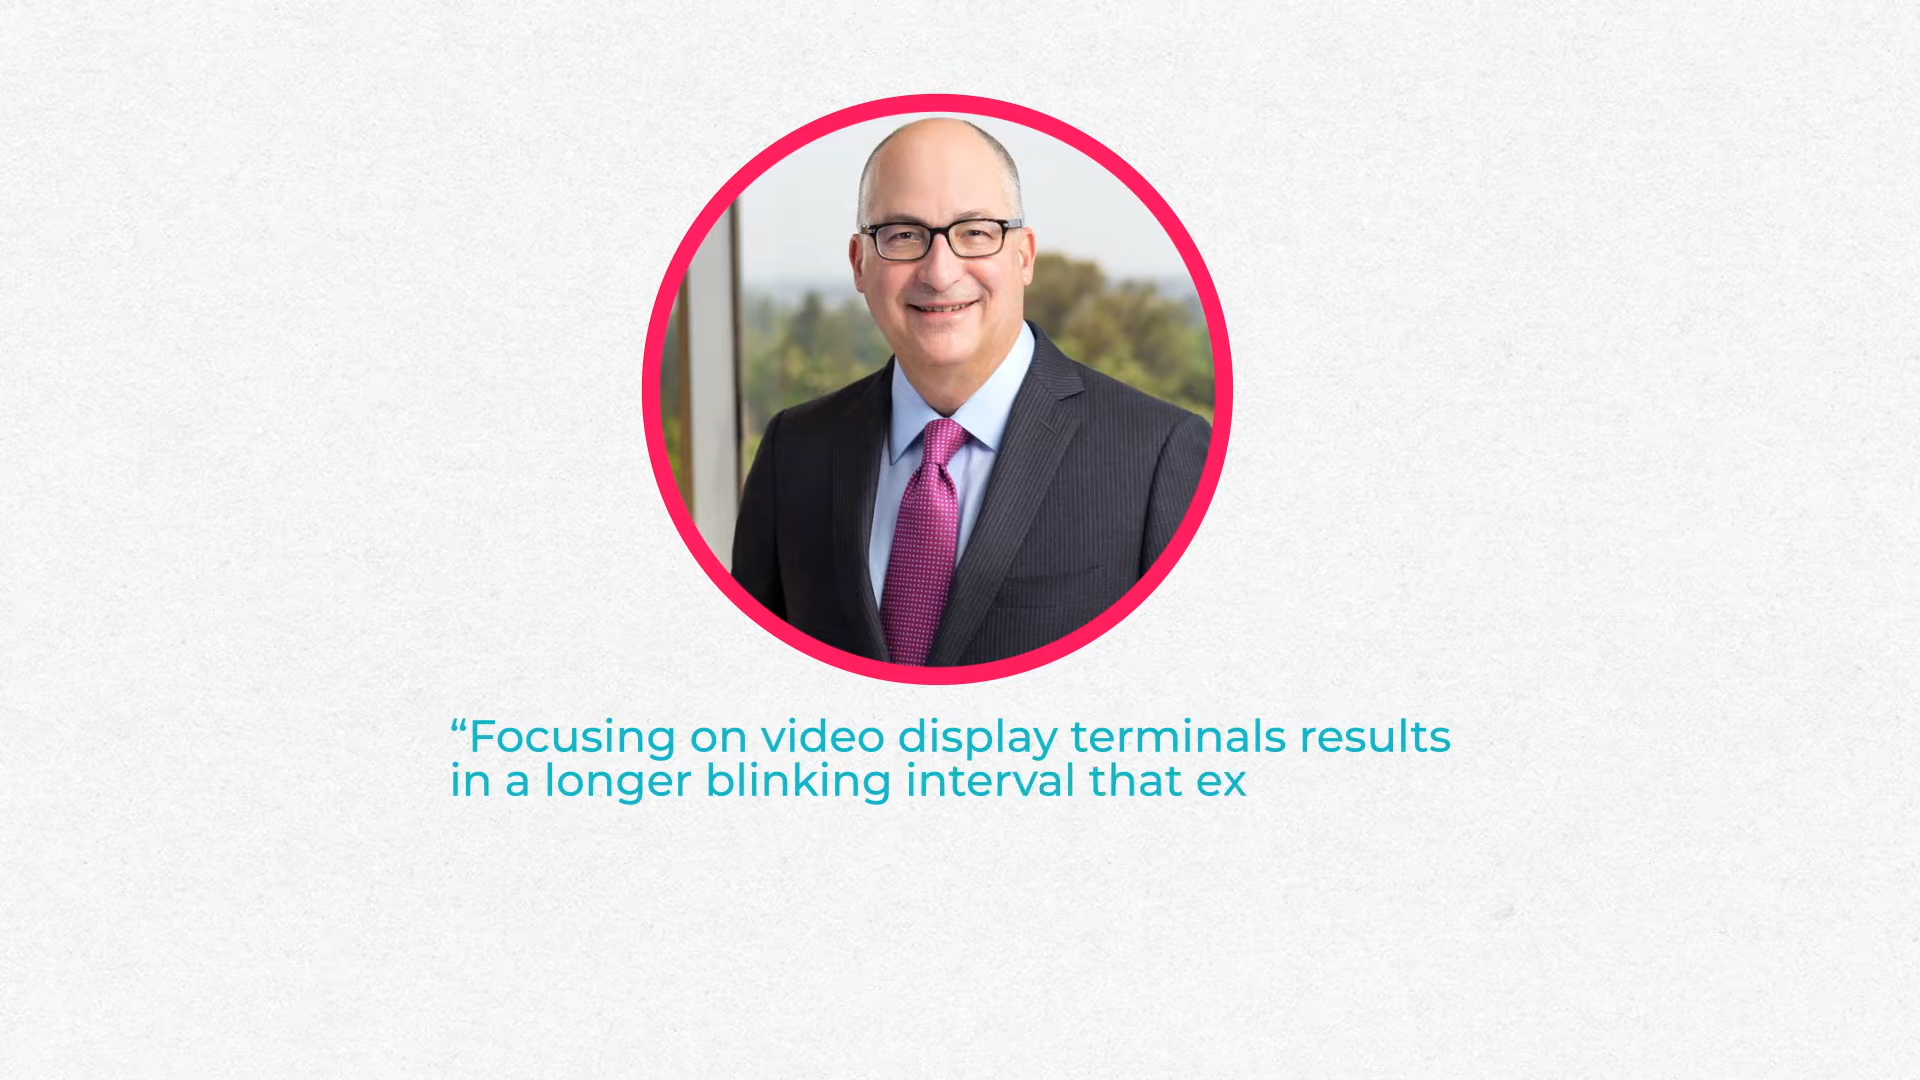 “Focusing on video display terminals results
in a longer blinking interval that ex